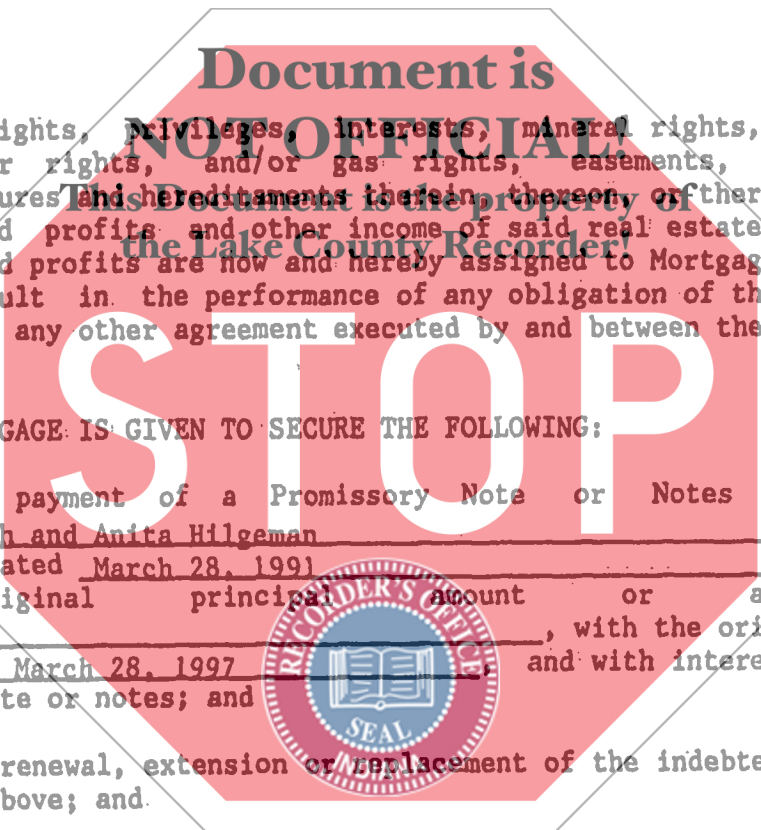 Document is
NOT OFFICIAL!
This Document is the property of
the Lake County Recorder!
STOP
ights, privileges, interests, mineral rights,
r rights, and/or gas rights, easements,
ures and hereditaments therein, thereon, or ther
d profits and other income of said real estate
d profits are now and hereby assigned to Mortgag
ult in the performance of any obligation of th
any other agreement executed by and between the
GAGE IS GIVEN TO SECURE THE FOLLOWING:
payment of a Promissory Note or Notes
h and Anita Hilgeman
ated March 28, 1991
iginal principal amount or a
, with the ori
March 28, 1997, and with intere
te or notes; and
RECORDER'S OFFICE
SEAL
INDIANA
renewal, extension or replacement of the indebte
bove; and